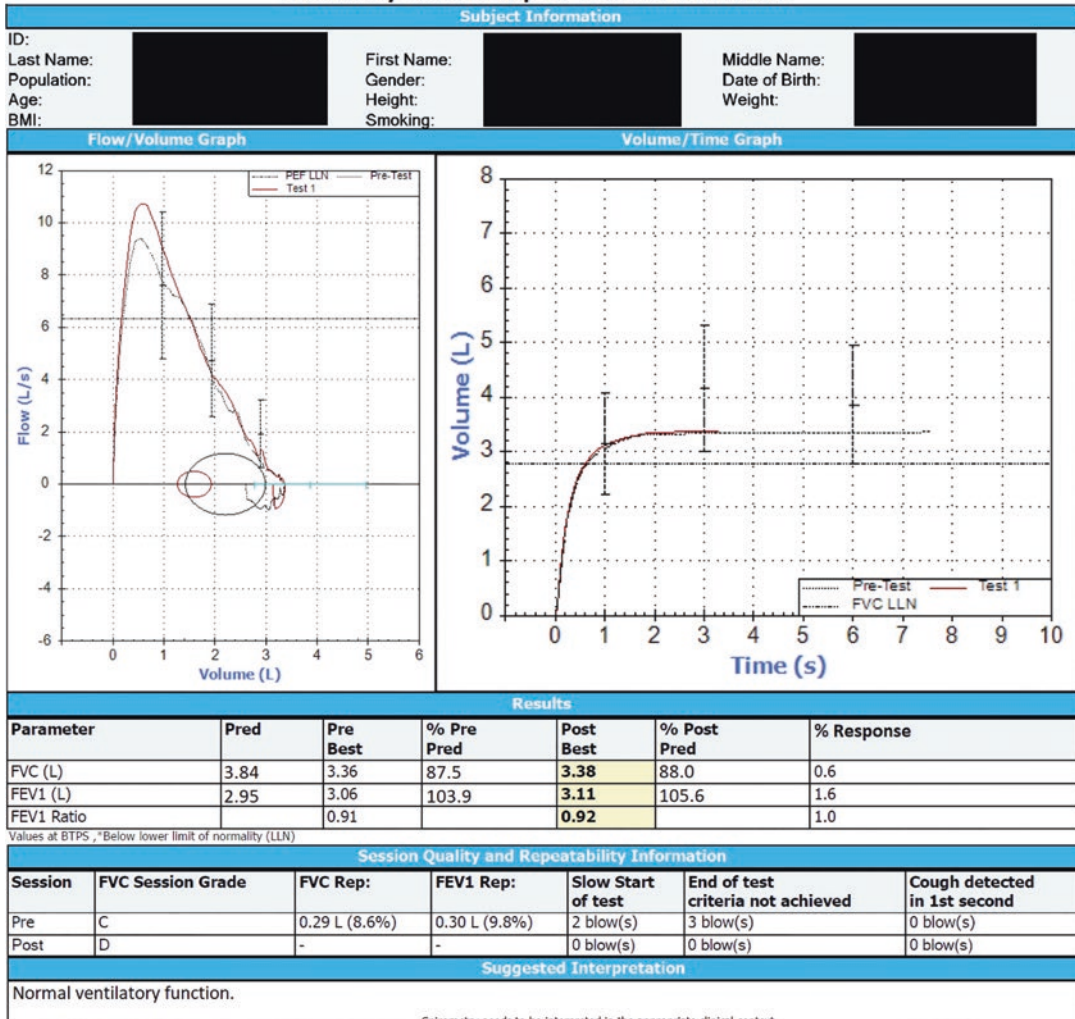 Subject Information
ID:
Last Name: First Name: Middle Name:
Population: Gender: Date of Birth:
Age: Height: Weight:
BMI: Smoking:
Flow/Volume Graph Volume/Time Graph
PEF LLN Pre-Test
Test 1
12
10
8
6
4
2
0
-2
-4
-6
Flow (L/s)
0 1 2 3 4 5 6
Volume (L)
8
7
6
5
4
3
2
1
0
Volume (L)
Pre-Test Test 1
FVC LLN
0 1 2 3 4 5 6 7 8 9 10
Time (s)
Results
Parameter Pred Pre Best % Pre Pred Post Best % Post Pred % Response
FVC (L) 3.84 3.36 87.5 3.38 88.0 0.6
FEV1 (L) 2.95 3.06 103.9 3.11 105.6 1.6
FEV1 Ratio 0.91 0.92 1.0
Values at BTPS ,*Below lower limit of normality (LLN)
Session Quality and Repeatability Information
Session FVC Session Grade FVC Rep: FEV1 Rep: Slow Start of test End of test criteria not achieved Cough detected in 1st second
Pre C 0.29 L (8.6%) 0.30 L (9.8%) 2 blow(s) 3 blow(s) 0 blow(s)
Post D - - 0 blow(s) 0 blow(s) 0 blow(s)
Suggested Interpretation
Normal ventilatory function.